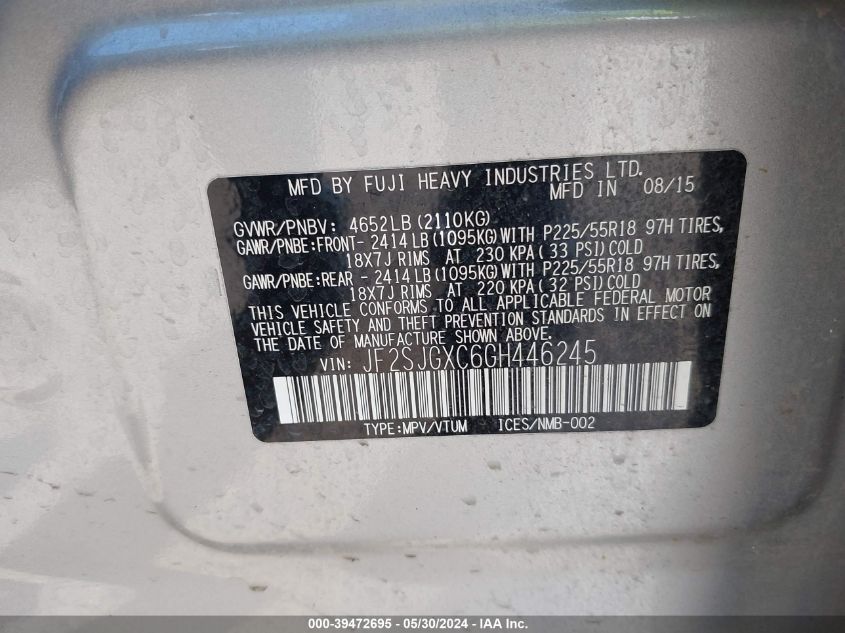 MFD BY FUJI HEAVY INDUSTRIES LTD.
MFD IN 08/15
GVWR/PNBV: 4652LB (2110KG)
GAWR/PNBE:FRONT- 2414 LB(1095KG)WITH P225/55R18 97H TIRES,
18X7J RIMS AT 230 KPA(33 PSI)COLD
GAWR/PNBE:REAR - 2414 LB(1095KG)WITH P225/55R18 97H TIRES,
18X7J RIMS AT 220 KPA(32 PSI)COLD
THIS VEHICLE CONFORMS TO ALL APPLICABLE FEDERAL MOTOR
VEHICLE SAFETY AND THEFT PREVENTION STANDARDS IN EFFECT ON
THE DATE OF MANUFACTURE SHOWN ABOVE.
VIN: JF2SJGXC6GH446245
TYPE:MPV/VTUM ICES/NMB-002
000-39472695 - 05/30/2024 - IAA Inc.